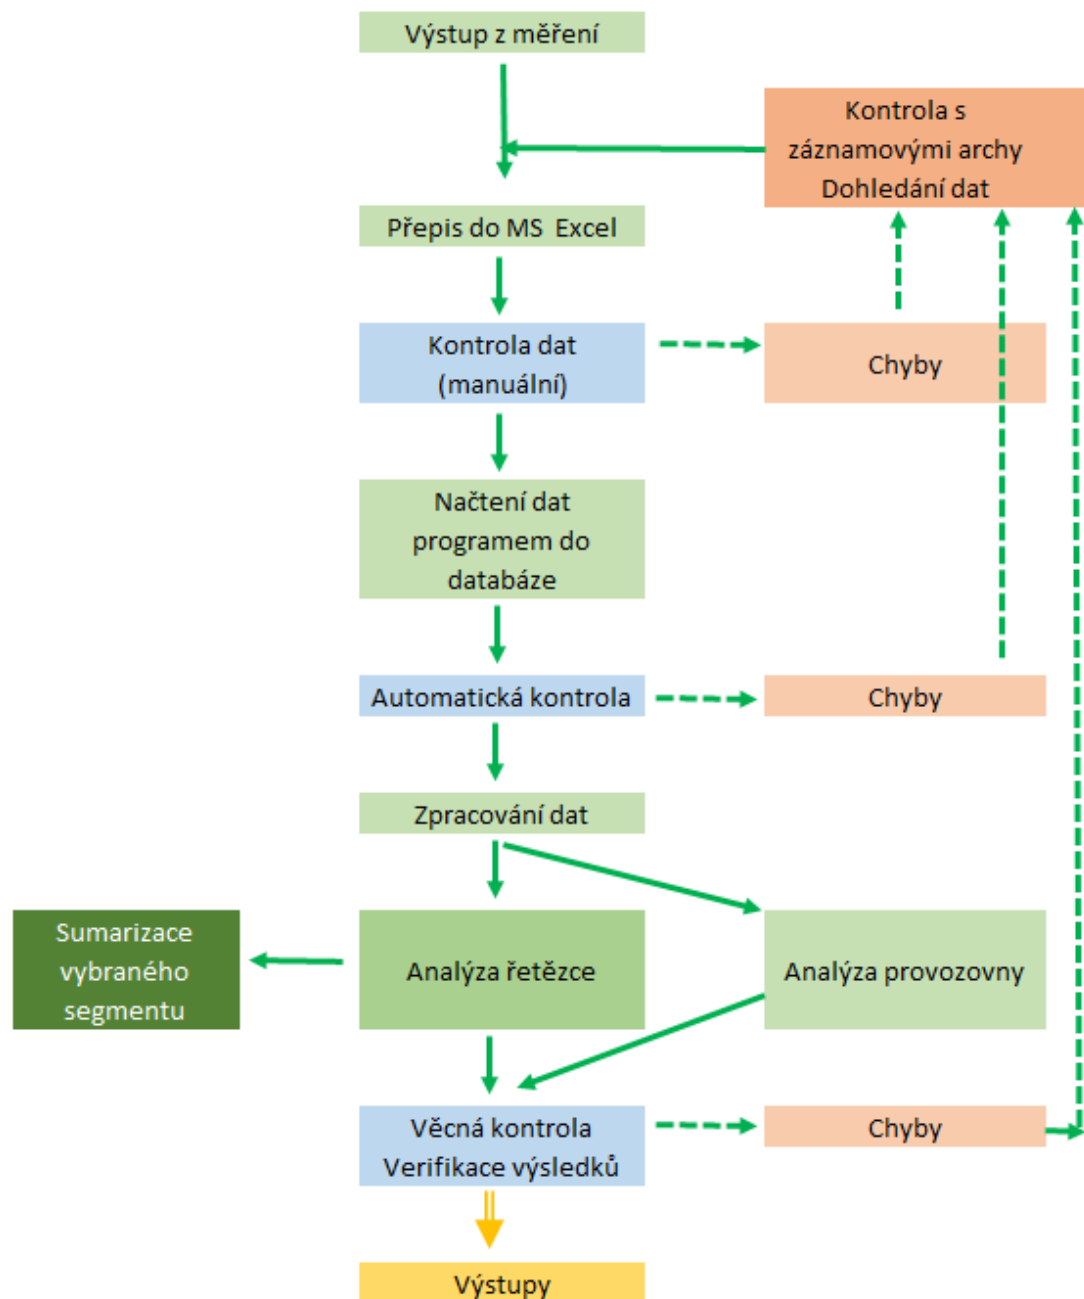 Výstup z měření
Kontrola s
záznamovými archy
Dohledání dat
Přepis do MS Excel
Kontrola dat
(manuální)
Chyby
Načtení dat
programem do
databáze
Automatická kontrola
Chyby
Zpracování dat
Sumarizace
vybraného
segmentu
Analýza řetězce
Analýza provozovny
Věcná kontrola
Verifikace výsledků
Chyby
Výstupy